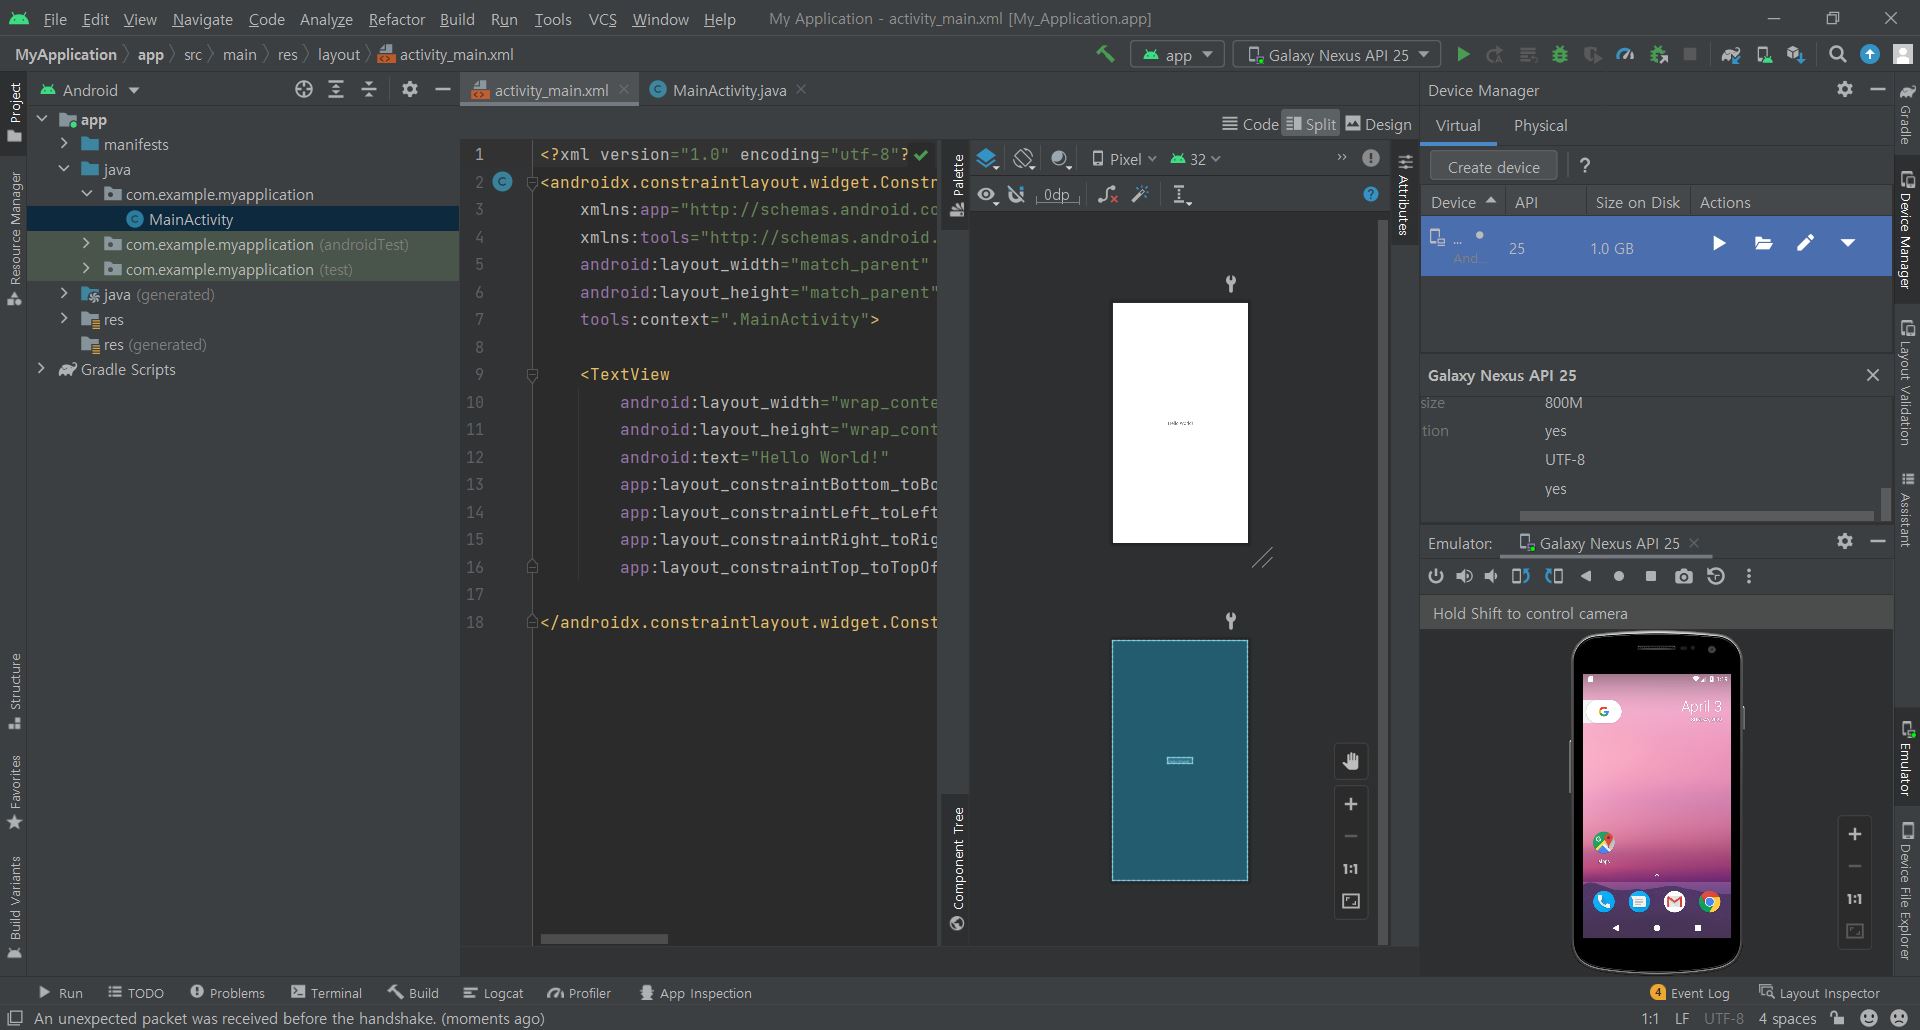 File Edit View Navigate Code Analyze Refactor Build Run Tools VCS Window Help My Application - activity_main.xml [My_Application.app]
MyApplication app src main res layout activity_main.xml app Galaxy Nexus API 25
Project
Resource Manager
Structure
Favorites
Build Variants
Android
app
manifests
java
com.example.myapplication
MainActivity
com.example.myapplication (androidTest)
com.example.myapplication (test)
java (generated)
res
res (generated)
Gradle Scripts
activity_main.xml MainActivity.java
Code Split Design
1 <?xml version="1.0" encoding="utf-8"?
2 <androidx.constraintlayout.widget.Constr
3 xmlns:app="http://schemas.android.co
4 xmlns:tools="http://schemas.android.
5 android:layout_width="match_parent"
6 android:layout_height="match_parent"
7 tools:context=".MainActivity">
8
9 <TextView
10 android:layout_width="wrap_conte
11 android:layout_height="wrap_cont
12 android:text="Hello World!"
13 app:layout_constraintBottom_toBo
14 app:layout_constraintLeft_toLeft
15 app:layout_constraintRight_toRig
16 app:layout_constraintTop_toTopOf
17
18 </androidx.constraintlayout.widget.Const
Palette
Component Tree
Pixel 32
0dp
Hello World!
1:1
Attributes
Device Manager
Virtual Physical
Create device ?
Device API Size on Disk Actions
... 25 1.0 GB
And...
Galaxy Nexus API 25
size 800M
tion yes
UTF-8
yes
Emulator: Galaxy Nexus API 25
Hold Shift to control camera
April 3
Maps
1:1
Gradle
Device Manager
Layout Validation
Assistant
Emulator
Device File Explorer
Run TODO Problems Terminal Build Logcat Profiler App Inspection 4 Event Log Layout Inspector
An unexpected packet was received before the handshake. (moments ago) 1:1 LF UTF-8 4 spaces